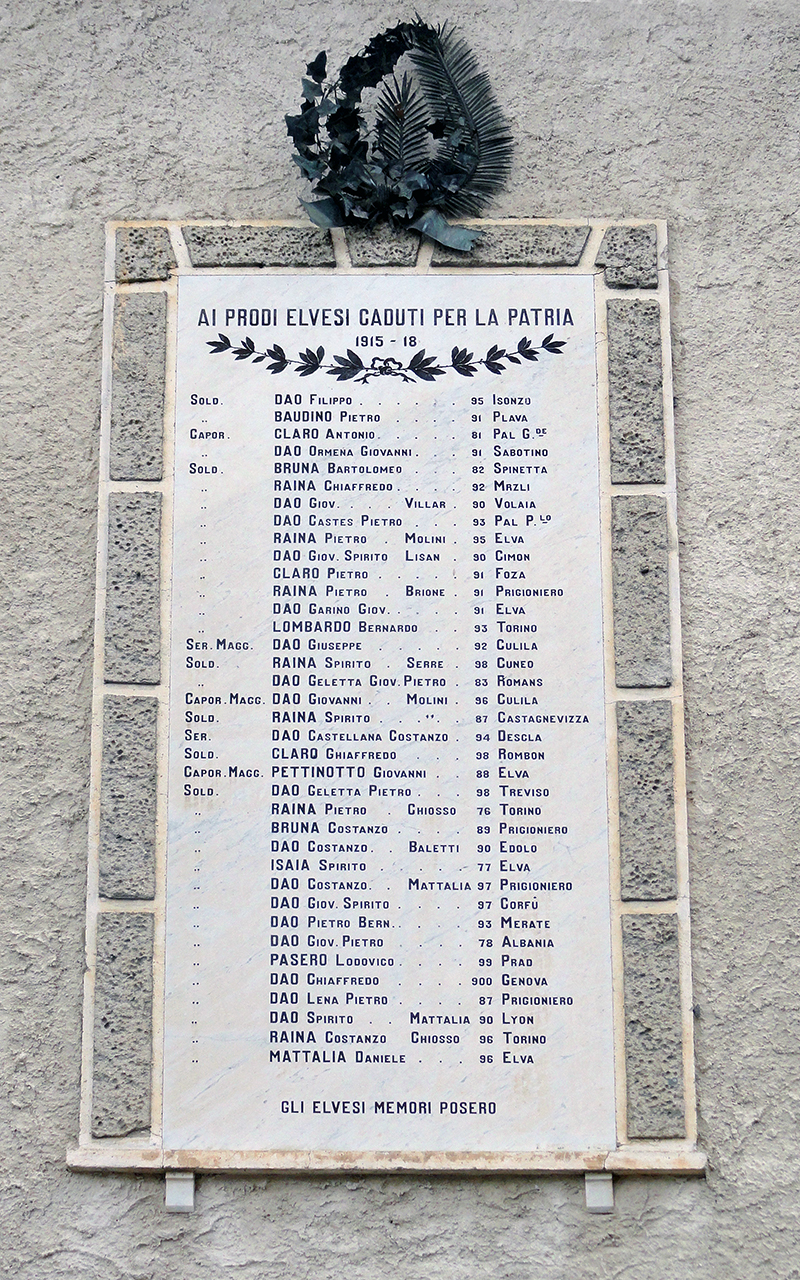 AI PRODI ELVESI CADUTI PER LA PATRIA
1915 - 18
SOLD. DAO FILIPPO . . . . . . 95 ISONZO
„ BAUDINO PIETRO . . . . 91 PLAVA
CAPOR. CLARO ANTONIO. . . . . 81 PAL G.DE
„ DAO ORMENA GIOVANNI. . . 91 SABOTINO
SOLD. BRUNA BARTOLOMEO . . . 82 SPINETTA
„ RAINA CHIAFFREDO. . . . 92 MRZLI
„ DAO GIOV. . . . VILLAR . 90 VOLAIA
„ DAO CASTES PIETRO . . . 93 PAL P.LO
„ RAINA PIETRO . MOLINI . 95 ELVA
„ DAO GIOV. SPIRITO LISAN . 90 CIMON
„ CLARO PIETRO . . . . . 91 FOZA
„ RAINA PIETRO . BRIONE . 91 PRIGIONIERO
„ DAO GARINO GIOV. . . . . 91 ELVA
„ LOMBARDO BERNARDO . . 93 TORINO
SER. MAGG. DAO GIUSEPPE . . . . . 92 CULILA
SOLD. RAINA SPIRITO . SERRE . 98 CUNEO
„ DAO GELETTA GIOV. PIETRO . 83 ROMANS
CAPOR. MAGG. DAO GIOVANNI . . MOLINI . 96 CULILA
SOLD. RAINA SPIRITO . . . " . . 87 CASTAGNEVIZZA
SER. DAO CASTELLANA COSTANZO . 94 DESCLA
SOLD. CLARO GHIAFFREDO . . . 98 ROMBON
CAPOR. MAGG. PETTINOTTO GIOVANNI . . 88 ELVA
SOLD. DAO GELETTA PIETRO . . . 98 TREVISO
„ RAINA PIETRO . CHIOSSO 76 TORINO
„ BRUNA COSTANZO . . . . 89 PRIGIONIERO
„ DAO COSTANZO. . BALETTI 90 EDOLO
„ ISAIA SPIRITO . . . . . 77 ELVA
„ DAO COSTANZO. . MATTALIA 97 PRIGIONIERO
„ DAO GIOV. SPIRITO . . . . 97 CORFÙ
„ DAO PIETRO BERN. . . . . 93 MERATE
„ DAO GIOV. PIETRO . . . . 78 ALBANIA
„ PASERO LODOVICO . . . . 99 PRAD
„ DAO CHIAFFREDO . . . . 900 GENOVA
„ DAO LENA PIETRO . . . . 87 PRIGIONIERO
„ DAO SPIRITO . . MATTALIA 90 LYON
„ RAINA COSTANZO CHIOSSO 96 TORINO
„ MATTALIA DANIELE . . . 96 ELVA
GLI ELVESI MEMORI POSERO